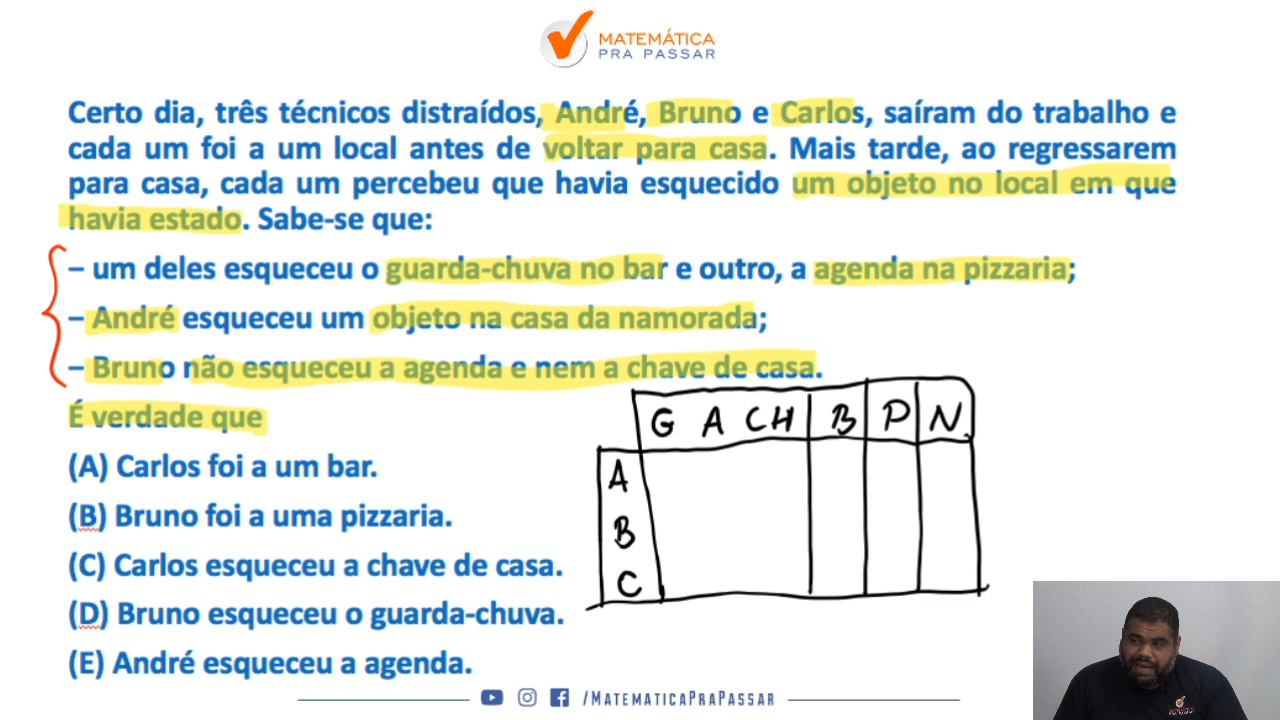 MATEMÁTICA
PRA PASSAR
Certo dia, três técnicos distraídos, André, Bruno e Carlos, saíram do trabalho e
cada um foi a um local antes de voltar para casa. Mais tarde, ao regressarem
para casa, cada um percebeu que havia esquecido um objeto no local em que
havia estado. Sabe-se que:
– um deles esqueceu o guarda-chuva no bar e outro, a agenda na pizzaria;
– André esqueceu um objeto na casa da namorada;
– Bruno não esqueceu a agenda e nem a chave de casa.
É verdade que
(A) Carlos foi a um bar.
(B) Bruno foi a uma pizzaria.
(C) Carlos esqueceu a chave de casa.
(D) Bruno esqueceu o guarda-chuva.
(E) André esqueceu a agenda.
G A CH B P N
A
B
C
/MATEMATICAPRAPASSAR